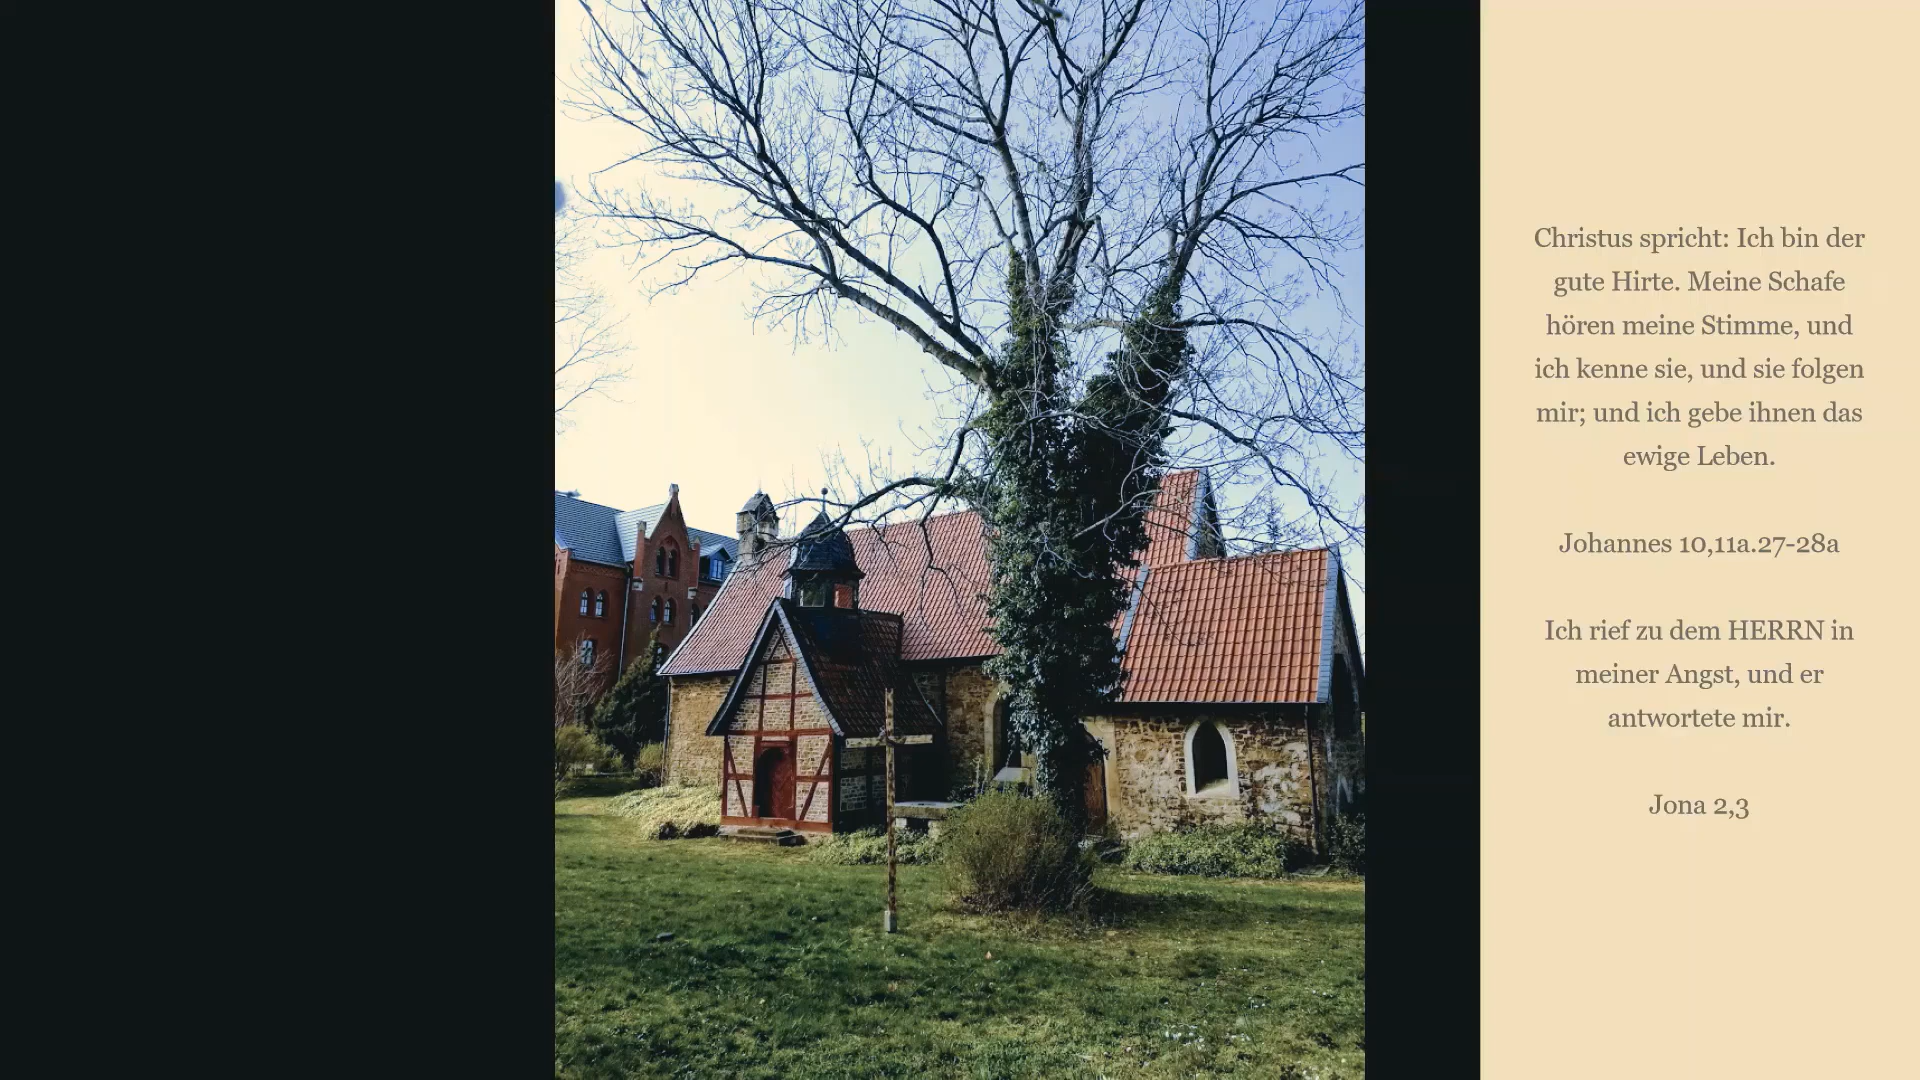 Christus spricht: Ich bin der
gute Hirte. Meine Schafe
hören meine Stimme, und
ich kenne sie, und sie folgen
mir; und ich gebe ihnen das
ewige Leben.
Johannes 10,11a.27-28a
Ich rief zu dem HERRN in
meiner Angst, und er
antwortete mir.
Jona 2,3